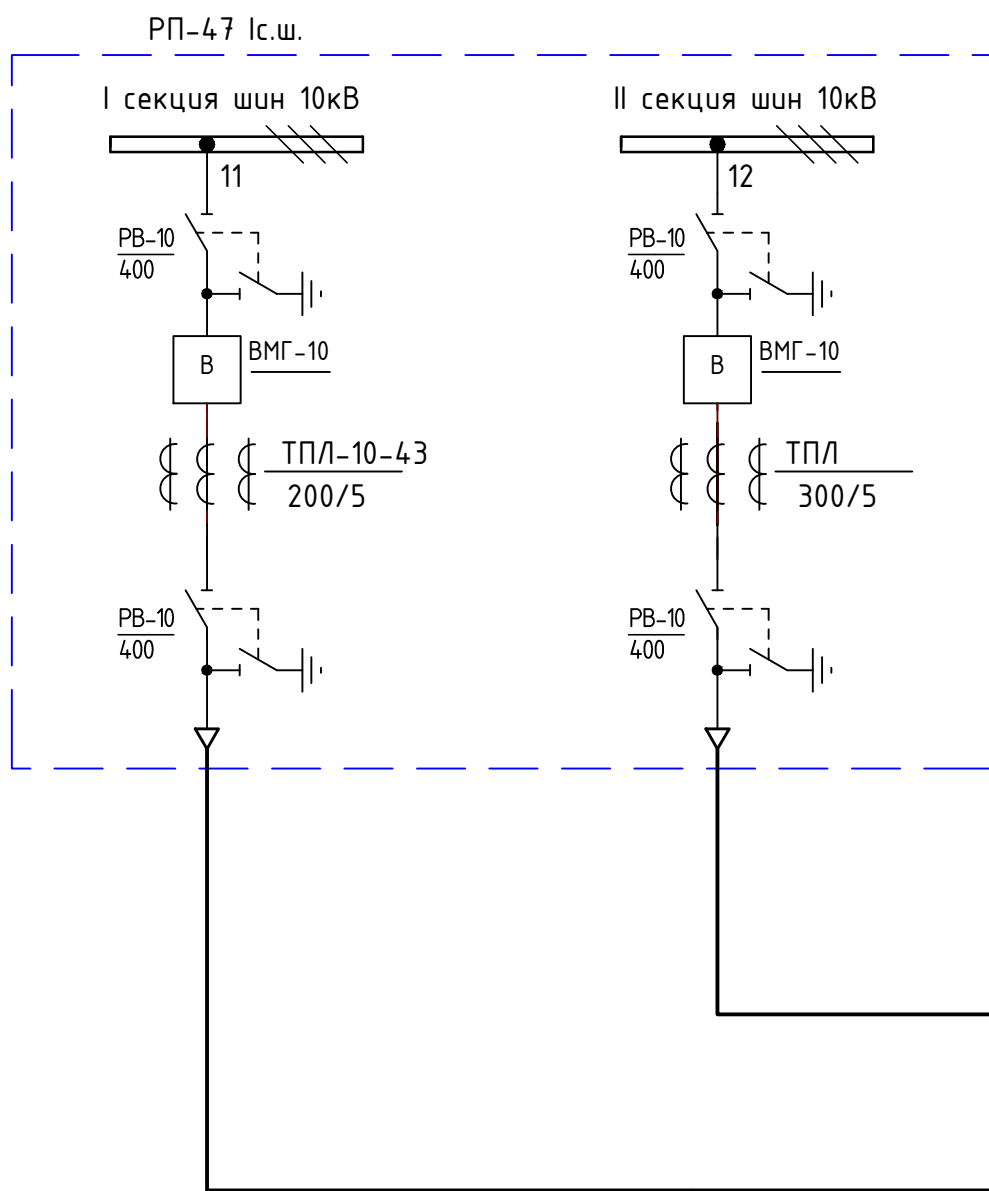 РП-47 Iс.ш.
I секция шин 10кВ
II секция шин 10кВ
11
12
РВ-10
400
РВ-10
400
В
ВМГ-10
В
ВМГ-10
ТПЛ-10-43
200/5
ТПЛ
300/5
РВ-10
400
РВ-10
400